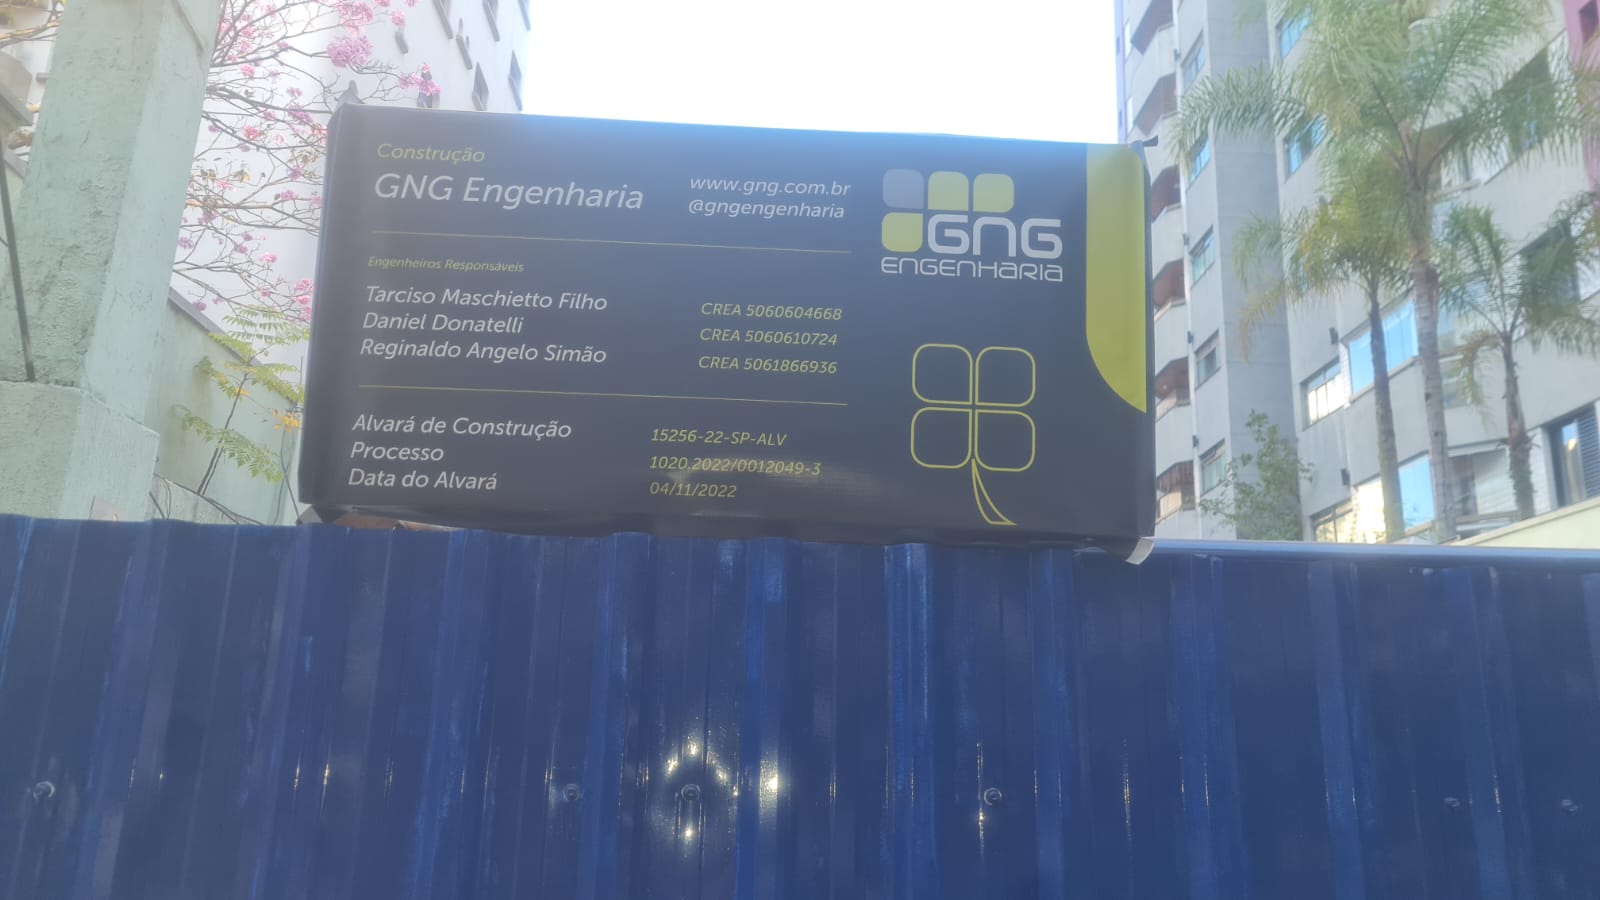 Construção
GNG Engenharia
www.gng.com.br
@gngengenharia
GNG
ENGENHARIA
Engenheiros Responsáveis
Tarciso Maschietto Filho CREA 5060604668
Daniel Donatelli CREA 5060610724
Reginaldo Angelo Simão CREA 5061866936
Alvará de Construção 15256-22-SP-ALV
Processo 1020.2022/0012049-3
Data do Alvará 04/11/2022